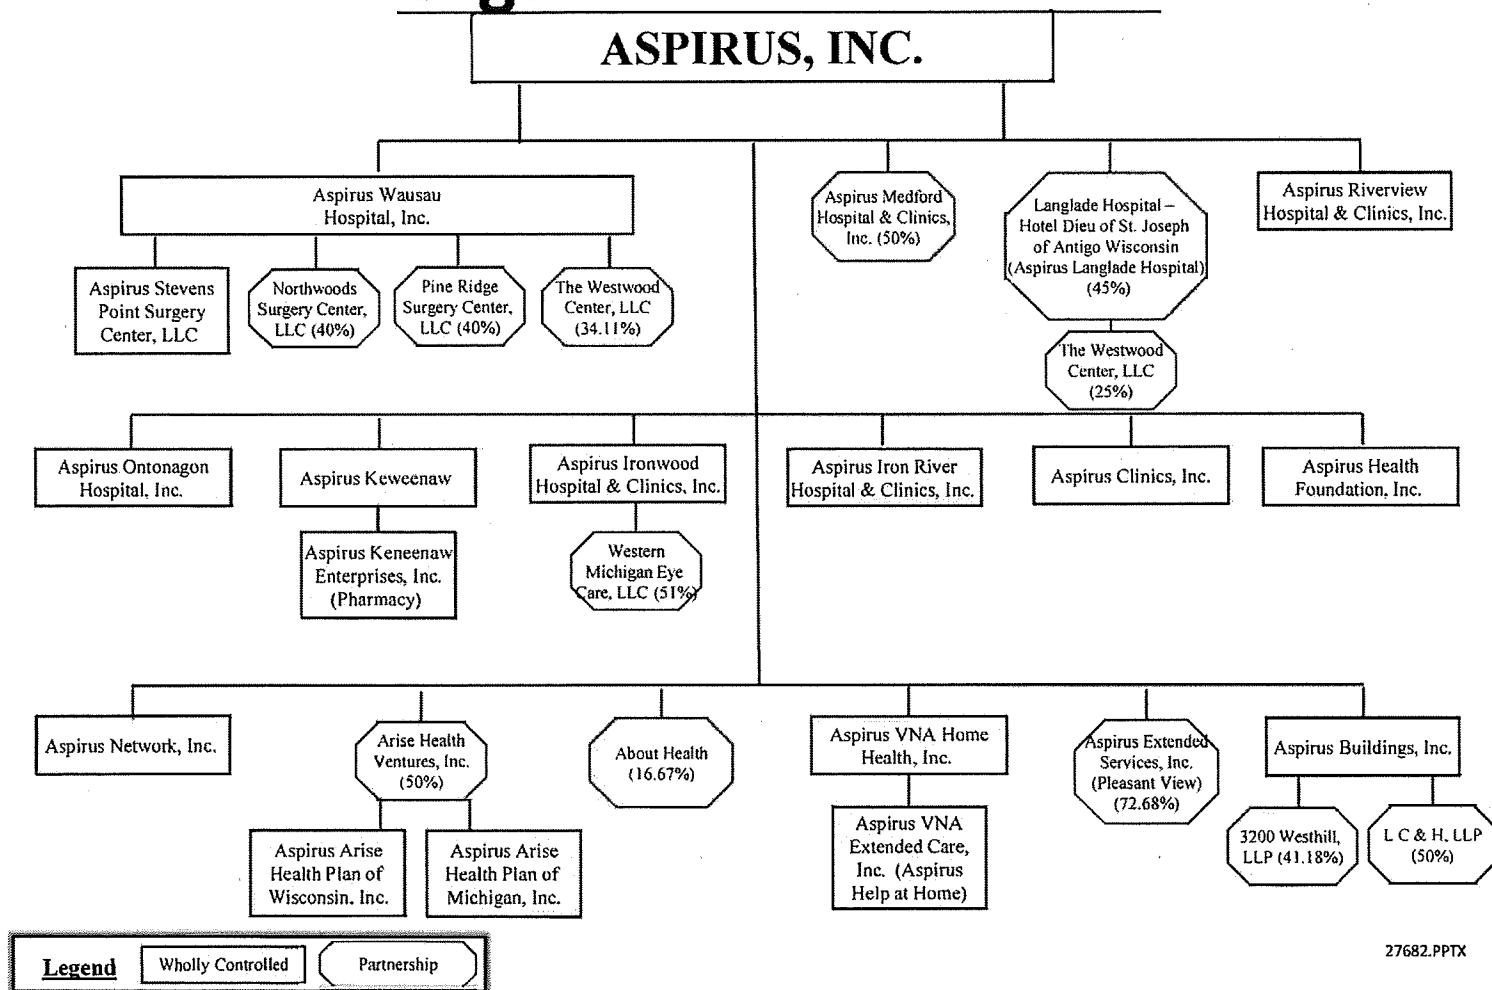 ASPIRUS, INC.
Aspirus Wausau
Hospital, Inc.
Aspirus Medford
Hospital & Clinics,
Inc. (50%)
Langlade Hospital –
Hotel Dieu of St. Joseph
of Antigo Wisconsin
(Aspirus Langlade Hospital)
(45%)
Aspirus Riverview
Hospital & Clinics, Inc.
Aspirus Stevens
Point Surgery
Center, LLC
Northwoods
Surgery Center,
LLC (40%)
Pine Ridge
Surgery Center,
LLC (40%)
The Westwood
Center, LLC
(34.11%)
The Westwood
Center, LLC
(25%)
Aspirus Ontonagon
Hospital, Inc.
Aspirus Keweenaw
Aspirus Ironwood
Hospital & Clinics, Inc.
Aspirus Iron River
Hospital & Clinics, Inc.
Aspirus Clinics, Inc.
Aspirus Health
Foundation, Inc.
Aspirus Keneenaw
Enterprises, Inc.
(Pharmacy)
Western
Michigan Eye
Care, LLC (51%)
Aspirus Network, Inc.
Arise Health
Ventures, Inc.
(50%)
About Health
(16.67%)
Aspirus VNA Home
Health, Inc.
Aspirus Extended
Services, Inc.
(Pleasant View)
(72.68%)
Aspirus Buildings, Inc.
Aspirus Arise
Health Plan of
Wisconsin, Inc.
Aspirus Arise
Health Plan of
Michigan, Inc.
Aspirus VNA
Extended Care,
Inc. (Aspirus
Help at Home)
3200 Westhill,
LLP (41.18%)
L C & H, LLP
(50%)
Legend
Wholly Controlled
Partnership
27682.PPTX